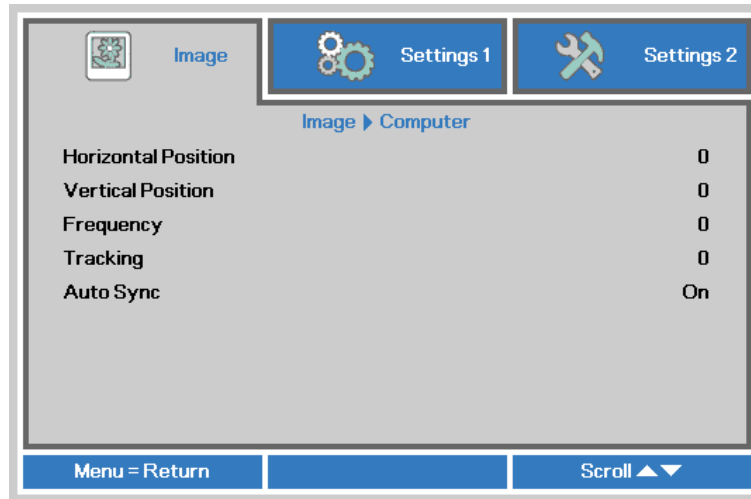 Image Settings 1 Settings 2
Image ▶ Computer
Horizontal Position 0
Vertical Position 0
Frequency 0
Tracking 0
Auto Sync On
Menu = Return Scroll ▲▼